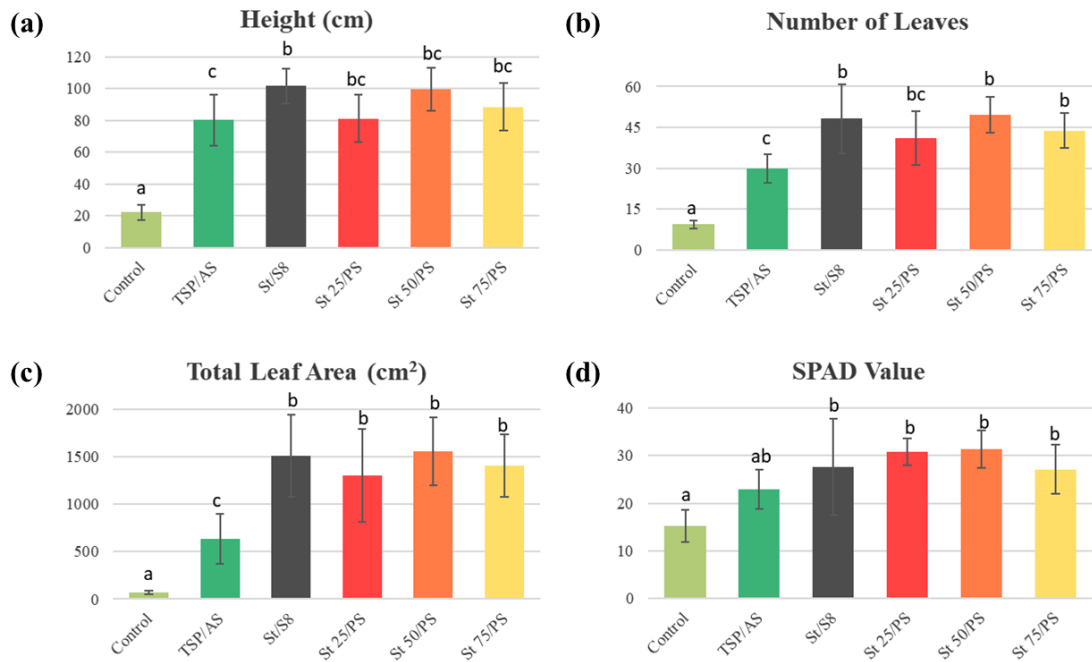 (a)
Height (cm)
120
100
80
60
40
20
0
a
c
b
bc
bc
bc
Control
TSP/AS
St/S8
St 25/PS
St 50/PS
St 75/PS
(b)
Number of Leaves
60
45
30
15
0
a
c
b
bc
b
b
Control
TSP/AS
St/S8
St 25/PS
St 50/PS
St 75/PS
(c)
Total Leaf Area (cm²)
2000
1500
1000
500
0
a
c
b
b
b
b
Control
TSP/AS
St/S8
St 25/PS
St 50/PS
St 75/PS
(d)
SPAD Value
40
30
20
10
0
a
ab
b
b
b
b
Control
TSP/AS
St/S8
St 25/PS
St 50/PS
St 75/PS